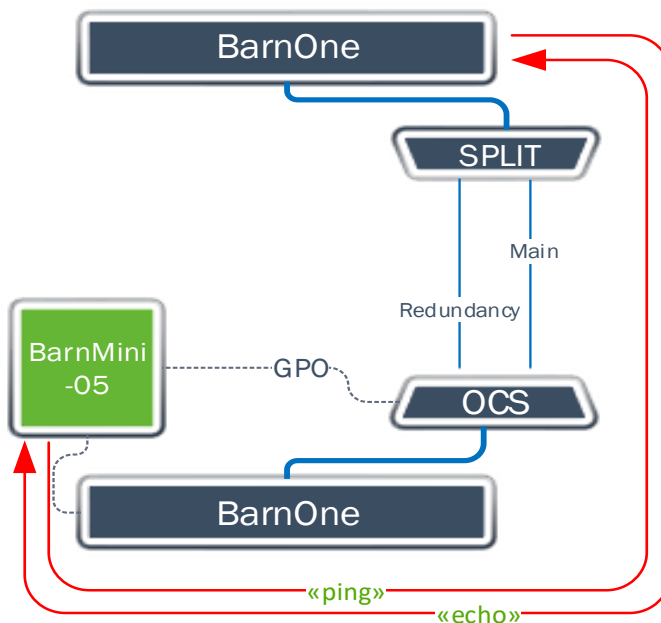 BarnOne
SPLIT
Main
Redundancy
BarnMini
-05
GPO
OCS
BarnOne
«ping»
«echo»